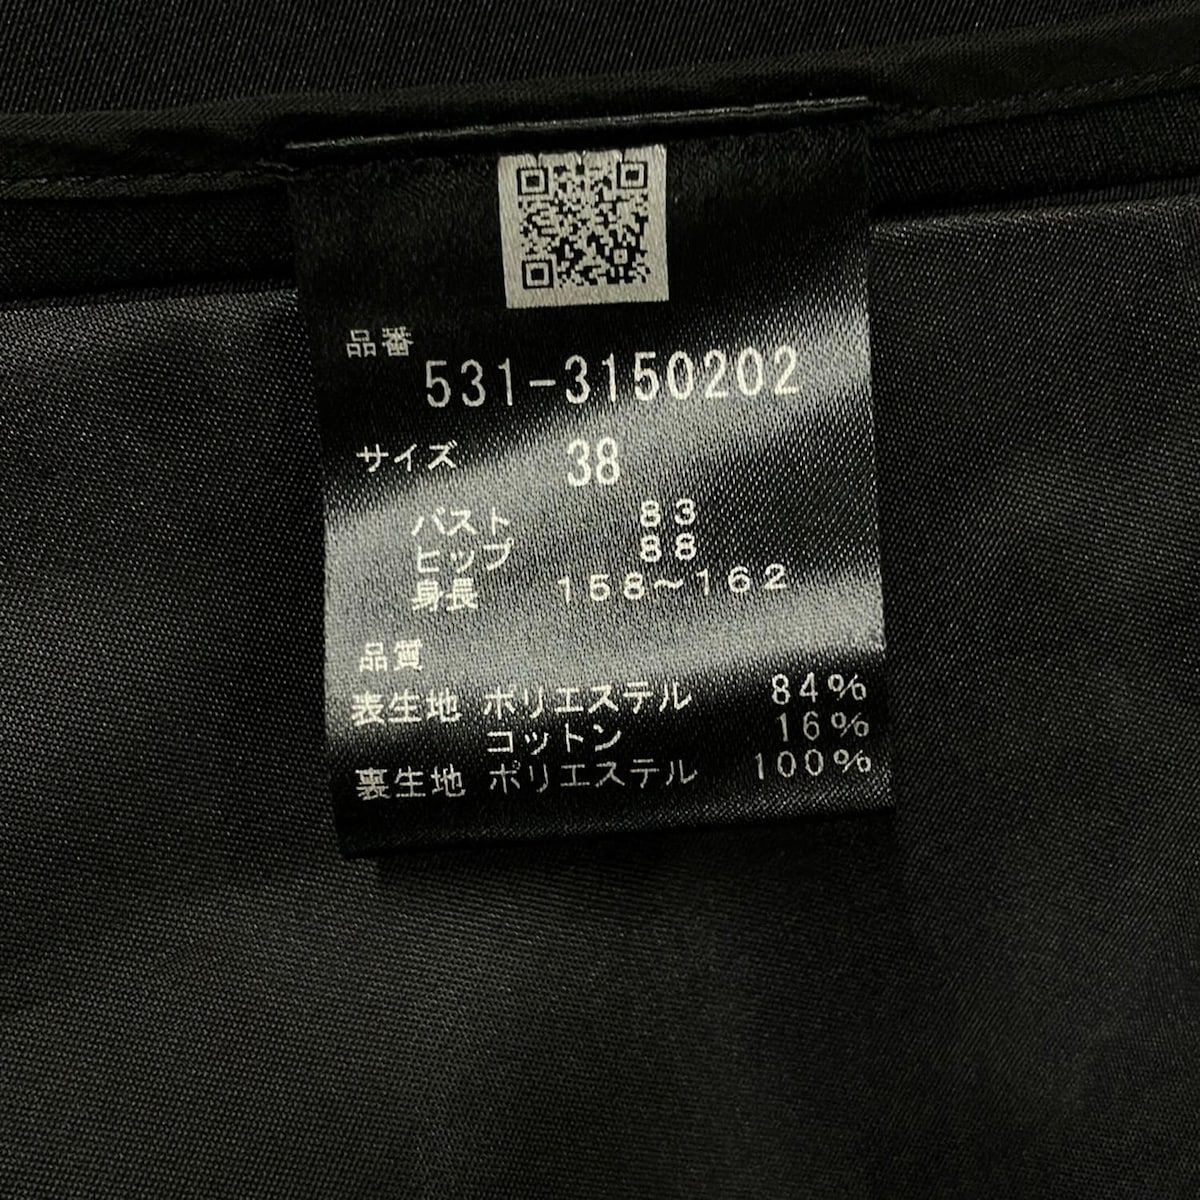 品番
531-3150202
サイズ 38
バスト 83
ヒップ 88
身長 158~162
品質
表生地 ポリエステル 84%
コットン 16%
裏生地 ポリエステル 100%